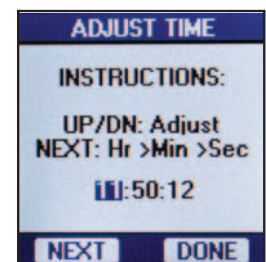 ADJUST TIME
INSTRUCTIONS:
UP/DN: Adjust
NEXT: Hr >Min >Sec
11:50:12
NEXT DONE